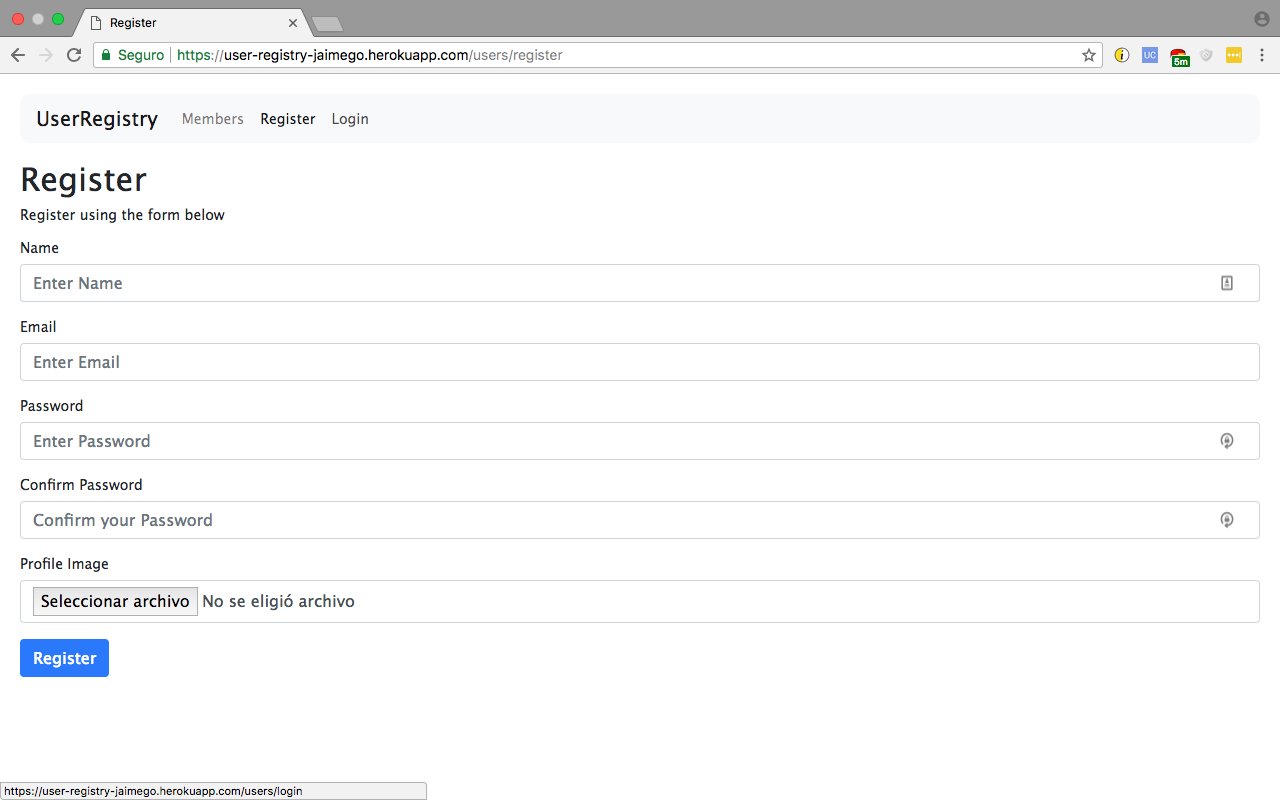 Register
Seguro https://user-registry-jaimego.herokuapp.com/users/register
UC
5m
UserRegistry Members Register Login
Register
Register using the form below
Name
Enter Name
Email
Enter Email
Password
Enter Password
Confirm Password
Confirm your Password
Profile Image
Seleccionar archivo No se eligió archivo
Register
https://user-registry-jaimego.herokuapp.com/users/login